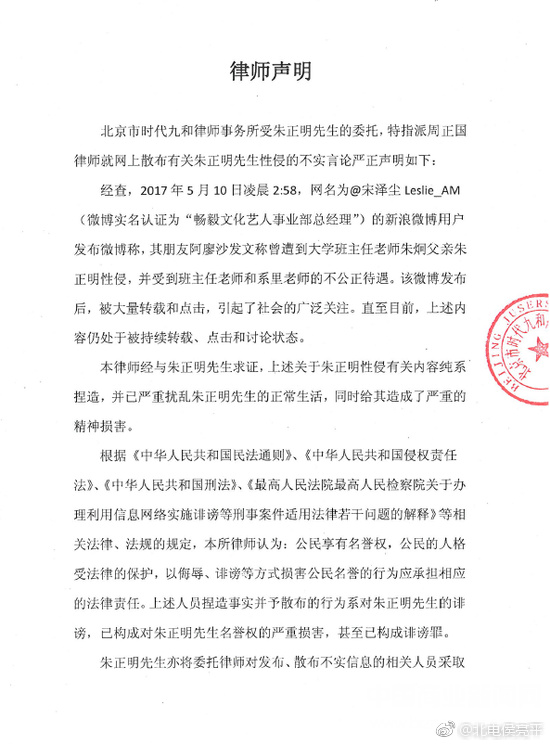 律师声明
北京市时代九和律师事务所受朱正明先生的委托，特指派周正国
律师就网上散布有关朱正明先生性侵的不实言论严正声明如下：
经查，2017 年 5 月 10 日凌晨 2:58，网名为@宋泽尘 Leslie_AM
（微博实名认证为“畅毅文化艺人事业部总经理”）的新浪微博用户
发布微博称，其朋友阿廖沙发文称曾遭到大学班主任老师朱炯父亲朱
正明性侵，并受到班主任老师和系里老师的不公正待遇。该微博发布
后，被大量转载和点击，引起了社会的广泛关注。直至目前，上述内
容仍处于被持续转载、点击和讨论状态。
本律师经与朱正明先生求证，上述关于朱正明性侵有关内容纯系
捏造，并已严重扰乱朱正明先生的正常生活，同时给其造成了严重的
精神损害。
根据《中华人民共和国民法通则》、《中华人民共和国侵权责任
法》、《中华人民共和国刑法》、《最高人民法院最高人民检察院关于办
理利用信息网络实施诽谤等刑事案件适用法律若干问题的解释》等相
关法律、法规的规定，本所律师认为：公民享有名誉权，公民的人格
受法律的保护，以侮辱、诽谤等方式损害公民名誉的行为应承担相应
的法律责任。上述人员捏造事实并予散布的行为系对朱正明先生的诽
谤，已构成对朱正明先生名誉权的严重损害，甚至已构成诽谤罪。
朱正明先生亦将委托律师对发布、散布不实信息的相关人员采取
BEIJING JUSERS
北京市时代九和
@北电侯亮平